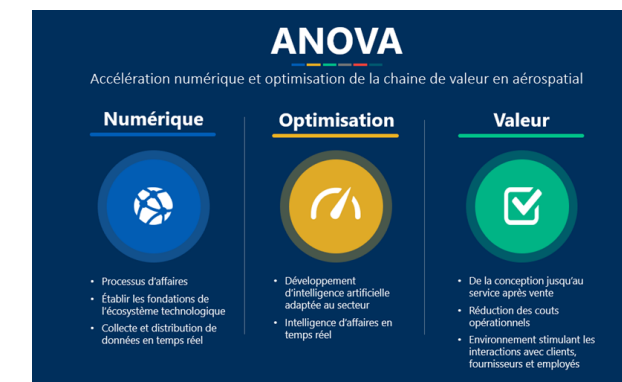 ANOVA
Accélération numérique et optimisation de la chaine de valeur en aérospatial
Numérique
• Processus d'affaires
• Établir les fondations de
l'écosystème technologique
• Collecte et distribution de
données en temps réel
Optimisation
• Développement
d'intelligence artificielle
adaptée au secteur
• Intelligence d'affaires en
temps réel
Valeur
• De la conception jusqu'au
service après vente
• Réduction des couts
opérationnels
• Environnement stimulant les
interactions avec clients,
fournisseurs et employés